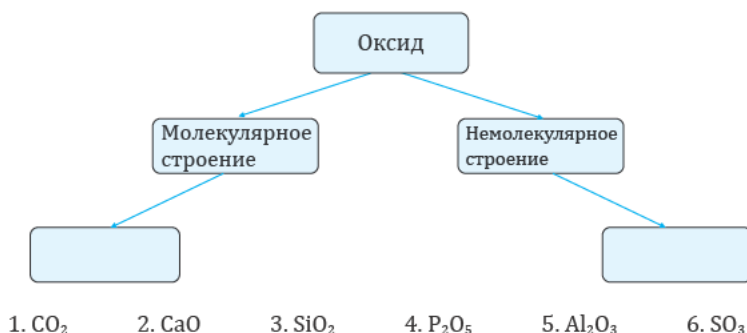 Оксид
Молекулярное
строение
Немолекулярное
строение
1. CO₂ 2. CaO 3. SiO₂ 4. P₂O₅ 5. Al₂O₃ 6. SO₃